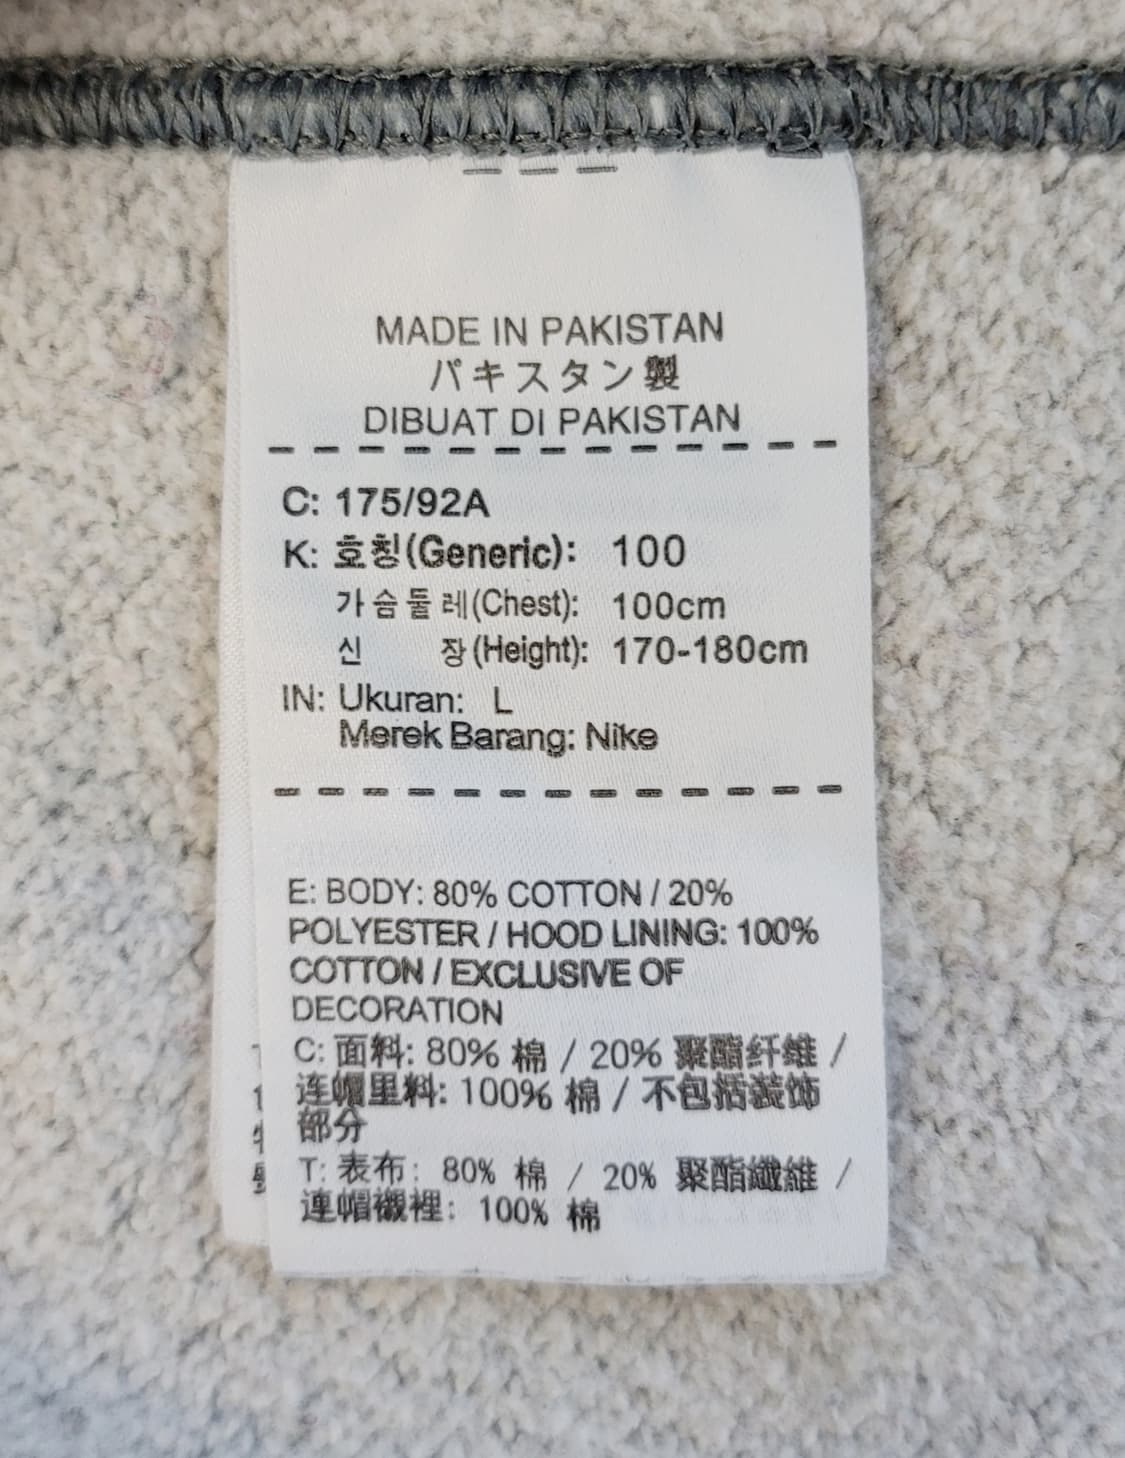 MADE IN PAKISTAN
パキスタン製
DIBUAT DI PAKISTAN
C: 175/92A
K: 호칭(Generic): 100
가슴둘레(Chest): 100cm
신 장(Height): 170-180cm
IN: Ukuran: L
Merek Barang: Nike
E: BODY: 80% COTTON / 20%
POLYESTER / HOOD LINING: 100%
COTTON / EXCLUSIVE OF
DECORATION
C: 面料: 80% 棉 / 20% 聚酯纤维 /
连帽里料: 100% 棉 / 不包括装饰
部分
T: 表布: 80% 棉 / 20% 聚酯纖維 /
連帽襯裡: 100% 棉